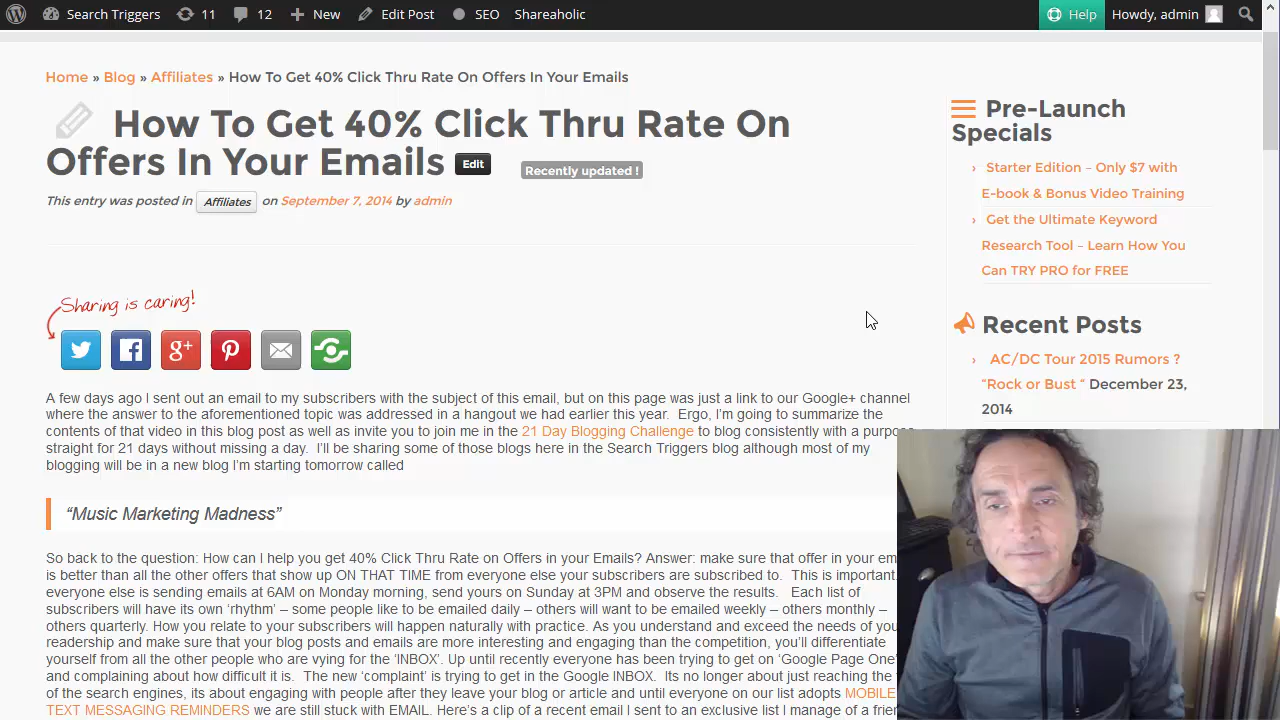 Search Triggers 11 12 New Edit Post SEO Shareaholic Help Howdy, admin
Home » Blog » Affiliates » How To Get 40% Click Thru Rate On Offers In Your Emails
How To Get 40% Click Thru Rate On
Offers In Your Emails Edit Recently updated !
This entry was posted in Affiliates on September 7, 2014 by admin
Sharing is caring!
A few days ago I sent out an email to my subscribers with the subject of this email, but on this page was just a link to our Google+ channel
where the answer to the aforementioned topic was addressed in a hangout we had earlier this year. Ergo, I'm going to summarize the
contents of that video in this blog post as well as invite you to join me in the 21 Day Blogging Challenge to blog consistently with a purpose
straight for 21 days without missing a day. I'll be sharing some of those blogs here in the Search Triggers blog although most of my
blogging will be in a new blog I'm starting tomorrow called
“Music Marketing Madness”
So back to the question: How can I help you get 40% Click Thru Rate on Offers in your Emails? Answer: make sure that offer in your em
is better than all the other offers that show up ON THAT TIME from everyone else your subscribers are subscribed to. This is important.
everyone else is sending emails at 6AM on Monday morning, send yours on Sunday at 3PM and observe the results. Each list of
subscribers will have its own ‘rhythm’ – some people like to be emailed daily – others will want to be emailed weekly – others monthly –
others quarterly. How you relate to your subscribers will happen naturally with practice. As you understand and exceed the needs of you
readership and make sure that your blog posts and emails are more interesting and engaging than the competition, you'll differentiate
yourself from all the other people who are vying for the ‘INBOX’. Up until recently everyone has been trying to get on ‘Google Page One’
and complaining about how difficult it is. The new ‘complaint’ is trying to get in the Google INBOX. Its no longer about just reaching the
of the search engines, its about engaging with people after they leave your blog or article and until everyone on our list adopts MOBILE
TEXT MESSAGING REMINDERS we are still stuck with EMAIL. Here's a clip of a recent email I sent to an exclusive list I manage of a frien
Pre-Launch
Specials
Starter Edition – Only $7 with
E-book & Bonus Video Training
Get the Ultimate Keyword
Research Tool – Learn How You
Can TRY PRO for FREE
Recent Posts
AC/DC Tour 2015 Rumors ?
“Rock or Bust “ December 23,
2014